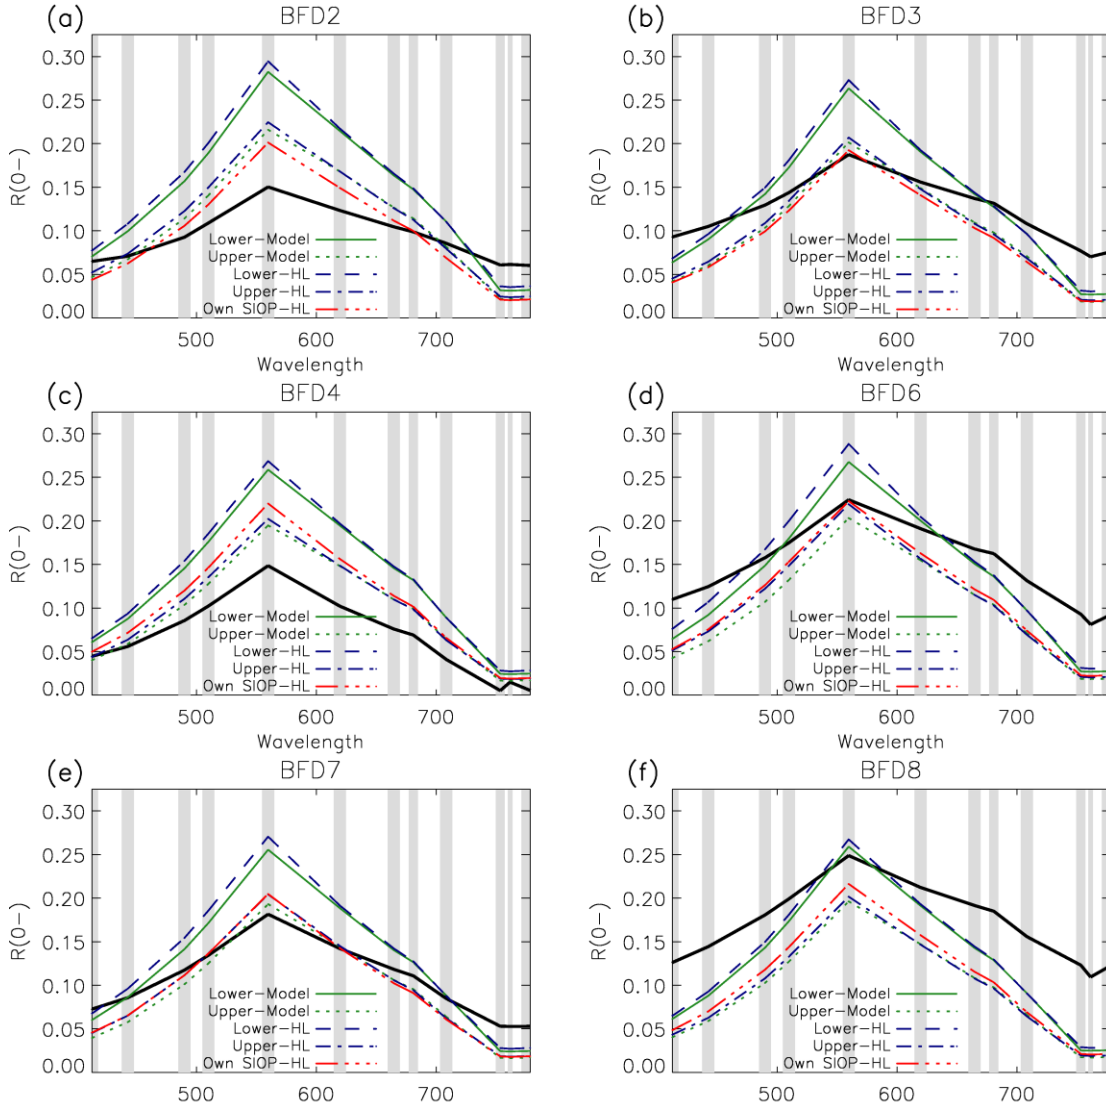 (a) BFD2
0.30
0.25
0.20
0.15
0.10
0.05
0.00
R(0-)
Lower-Model
Upper-Model
Lower-HL
Upper-HL
Own SIOP-HL
500 600 700
Wavelength
(b) BFD3
0.30
0.25
0.20
0.15
0.10
0.05
0.00
R(0-)
Lower-Model
Upper-Model
Lower-HL
Upper-HL
Own SIOP-HL
500 600 700
Wavelength
(c) BFD4
0.30
0.25
0.20
0.15
0.10
0.05
0.00
R(0-)
Lower-Model
Upper-Model
Lower-HL
Upper-HL
Own SIOP-HL
500 600 700
Wavelength
(d) BFD6
0.30
0.25
0.20
0.15
0.10
0.05
0.00
R(0-)
Lower-Model
Upper-Model
Lower-HL
Upper-HL
Own SIOP-HL
500 600 700
Wavelength
(e) BFD7
0.30
0.25
0.20
0.15
0.10
0.05
0.00
R(0-)
Lower-Model
Upper-Model
Lower-HL
Upper-HL
Own SIOP-HL
500 600 700
(f) BFD8
0.30
0.25
0.20
0.15
0.10
0.05
0.00
R(0-)
Lower-Model
Upper-Model
Lower-HL
Upper-HL
Own SIOP-HL
500 600 700